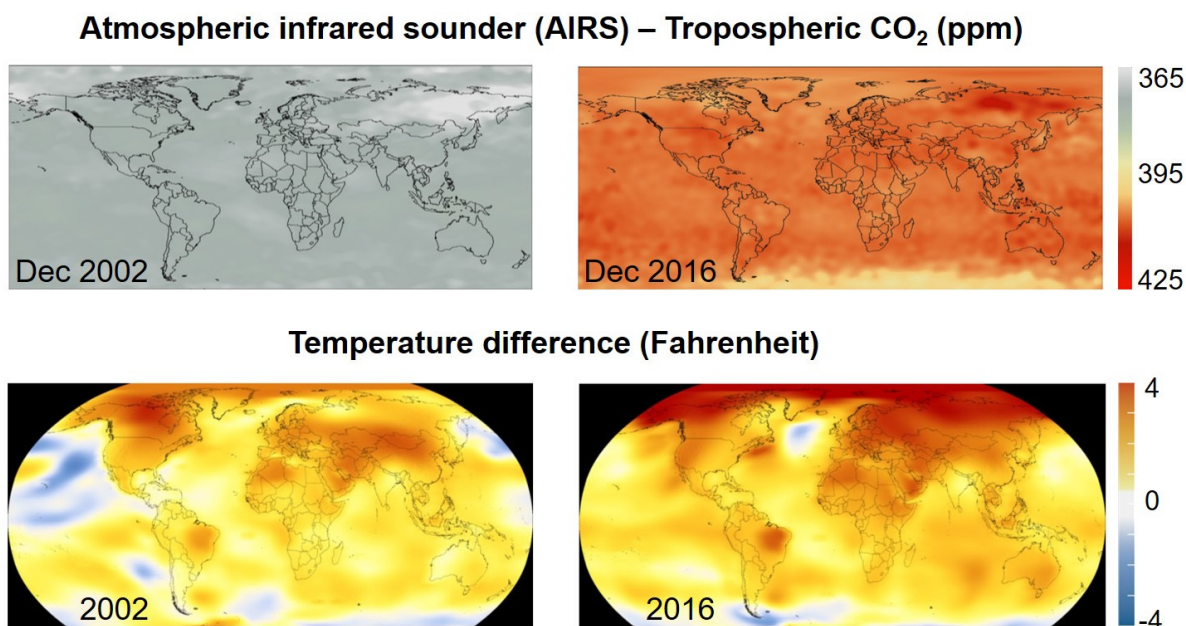 Atmospheric infrared sounder (AIRS) – Tropospheric CO₂ (ppm)
Dec 2002
Dec 2016
365
395
425
Temperature difference (Fahrenheit)
2002
2016
4
0
-4